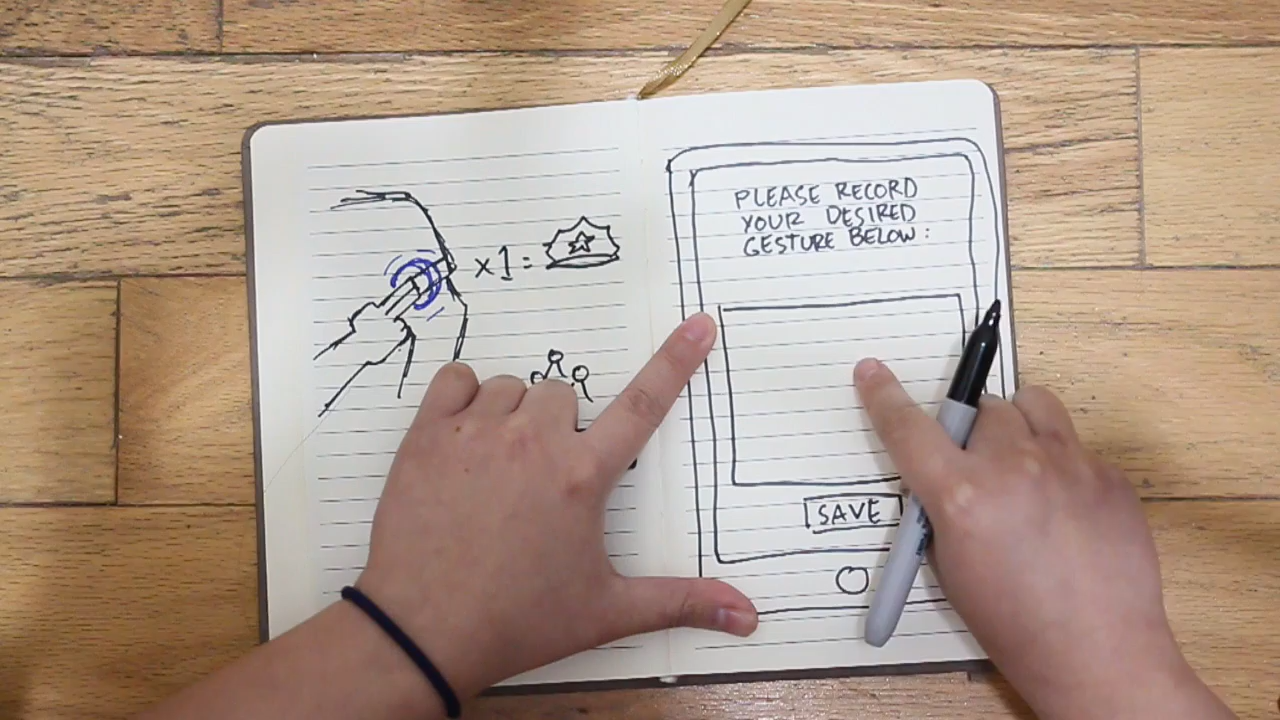 x1=
PLEASE RECORD
YOUR DESIRED
GESTURE BELOW:
SAVE